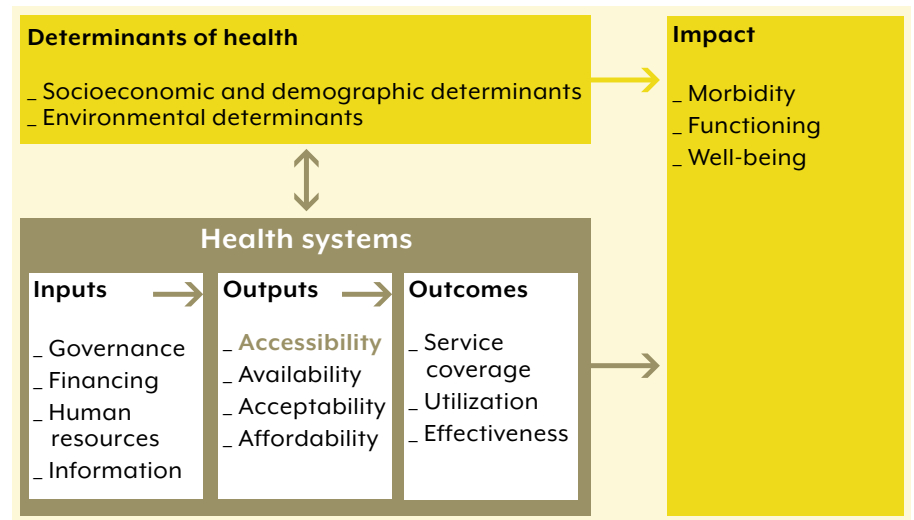 Determinants of health
_ Socioeconomic and demographic determinants
_ Environmental determinants
Impact
_ Morbidity
_ Functioning
_ Well-being
Health systems
Inputs
_ Governance
_ Financing
_ Human
resources
_ Information
Outputs
_ Accessibility
_ Availability
_ Acceptability
_ Affordability
Outcomes
_ Service
coverage
_ Utilization
_ Effectiveness